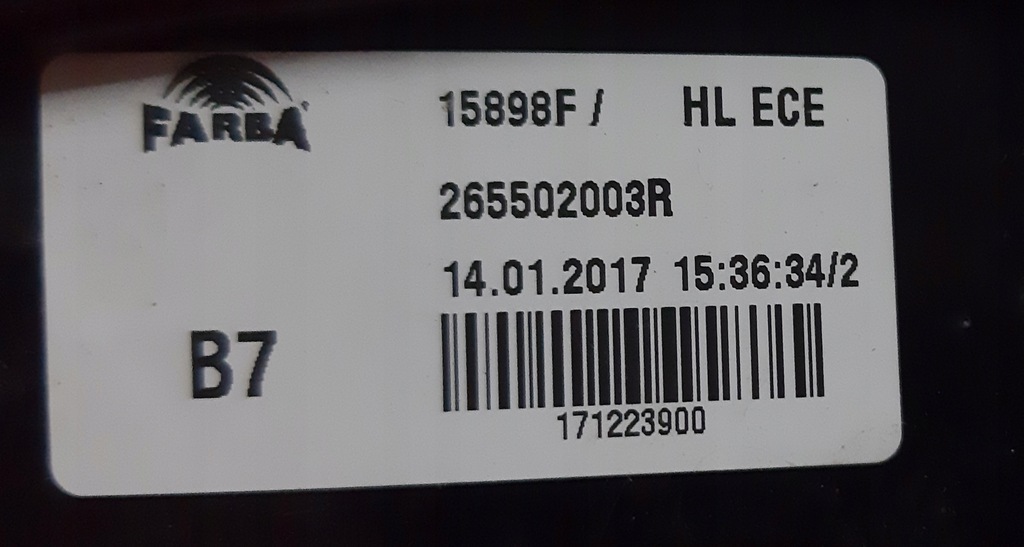 FARBA
15898F / HL ECE
265502003R
14.01.2017 15:36:34/2
B7
171223900